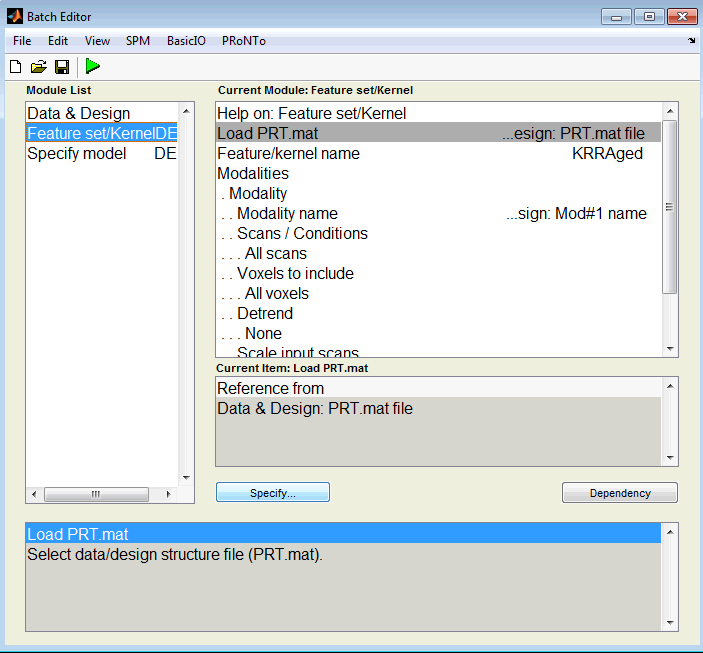 Batch Editor
File Edit View SPM BasicIO PRoNTo
Module List
Data & Design
Feature set/KernelDE
Specify model DE
Current Module: Feature set/Kernel
Help on: Feature set/Kernel
Load PRT.mat ...esign: PRT.mat file
Feature/kernel name KRRAged
Modalities
. Modality
. . Modality name ...sign: Mod#1 name
. . Scans / Conditions
. . . All scans
. . Voxels to include
. . . All voxels
. . Detrend
. . . None
. . Scale input scans
Current Item: Load PRT.mat
Reference from
Data & Design: PRT.mat file
Specify... Dependency
Load PRT.mat
Select data/design structure file (PRT.mat).